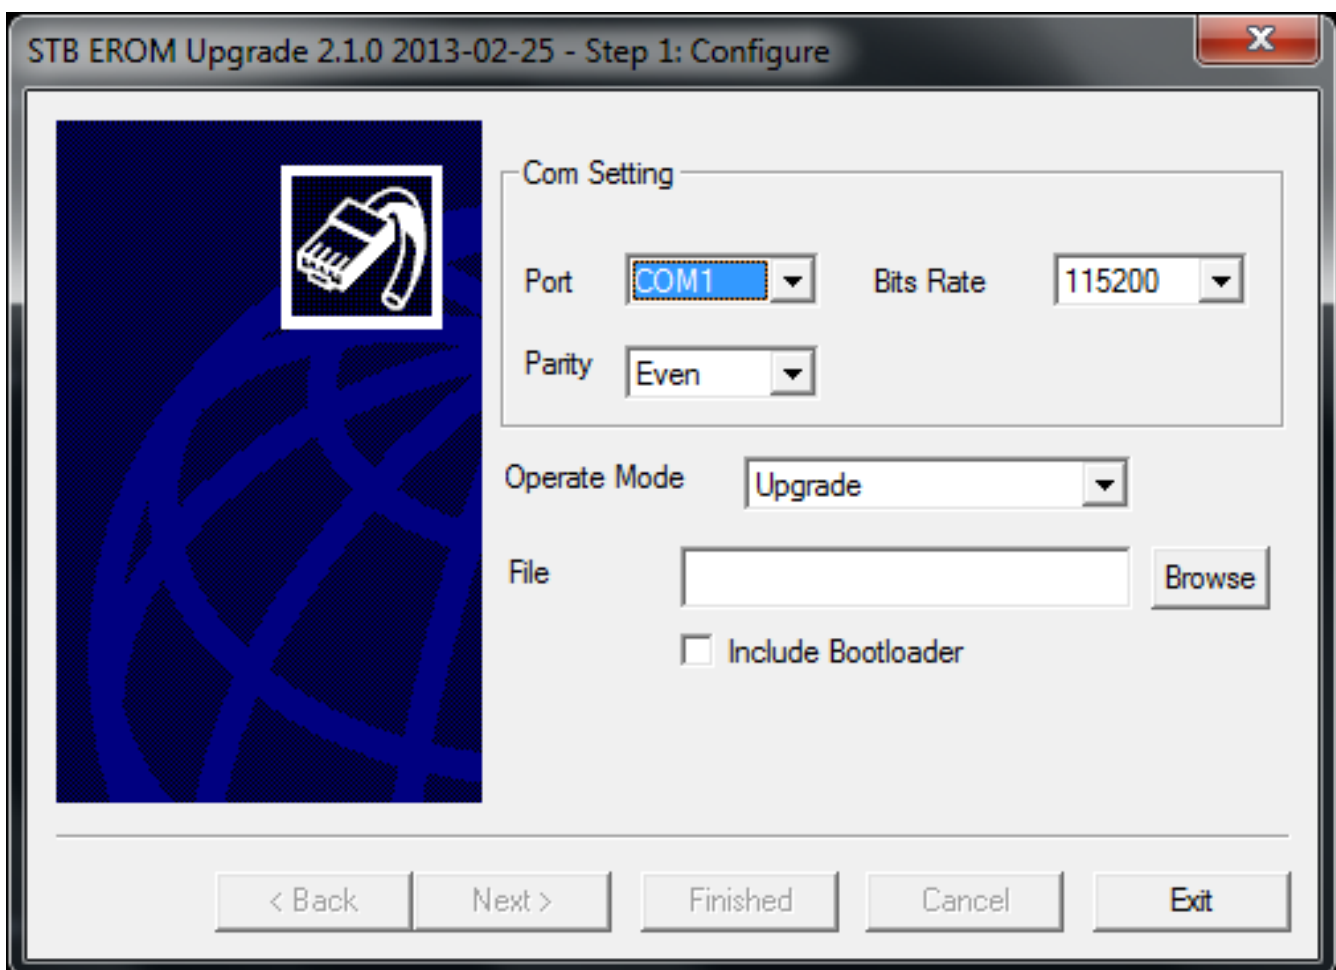 STB EROM Upgrade 2.1.0 2013-02-25 - Step 1: Configure
Com Setting
Port COM1 Bits Rate 115200
Parity Even
Operate Mode Upgrade
File Browse
Include Bootloader
< Back Next > Finished Cancel Exit